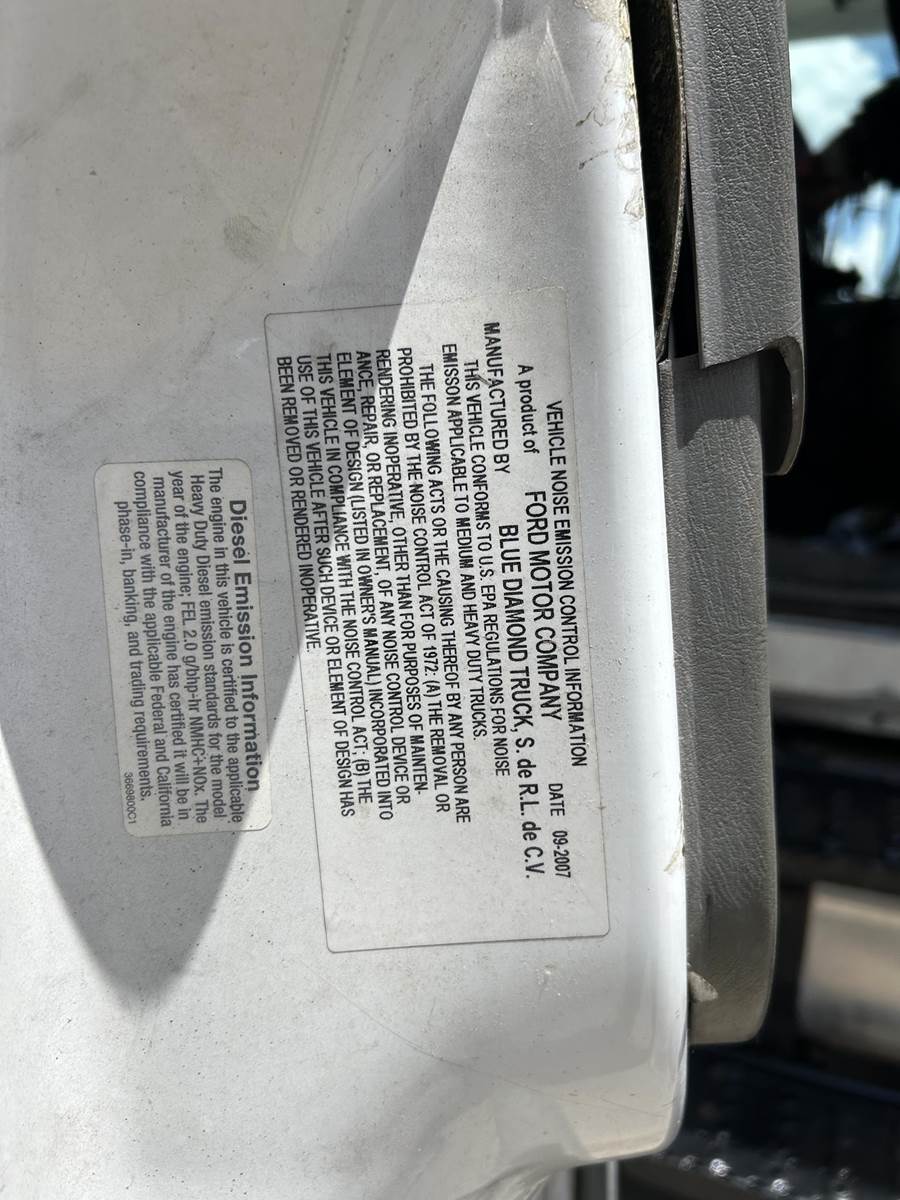 VEHICLE NOISE EMISSION CONTROL INFORMATION
A product of FORD MOTOR COMPANY DATE 09-2007
MANUFACTURED BY BLUE DIAMOND TRUCK, S. de R.L. de C.V.
THIS VEHICLE CONFORMS TO U.S. EPA REGULATIONS FOR NOISE
EMISSON APPLICABLE TO MEDIUM AND HEAVY DUTY TRUCKS.
THE FOLLOWING ACTS OR THE CAUSING THEREOF BY ANY PERSON ARE
PROHIBITED BY THE NOISE CONTROL ACT OF 1972: (A) THE REMOVAL OR
RENDERING INOPERATIVE, OTHER THAN FOR PURPOSES OF MAINTEN-
ANCE, REPAIR, OR REPLACEMENT, OF ANY NOISE CONTROL DEVICE OR
ELEMENT OF DESIGN (LISTED IN OWNER'S MANUAL) INCORPORATED INTO
THIS VEHICLE IN COMPLIANCE WITH THE NOISE CONTROL ACT; (B) THE
USE OF THIS VEHICLE AFTER SUCH DEVICE OR ELEMENT OF DESIGN HAS
BEEN REMOVED OR RENDERED INOPERATIVE.
Diesel Emission Information
The engine in this vehicle is certified to the applicable
Heavy Duty Diesel emission standards for the model
year of the engine; FEL 2.0 g/bhp-hr NMHC+NOx. The
manufacturer of the engine has certified it will be in
compliance with the applicable Federal and California
phase-in, banking, and trading requirements.
3669800C1